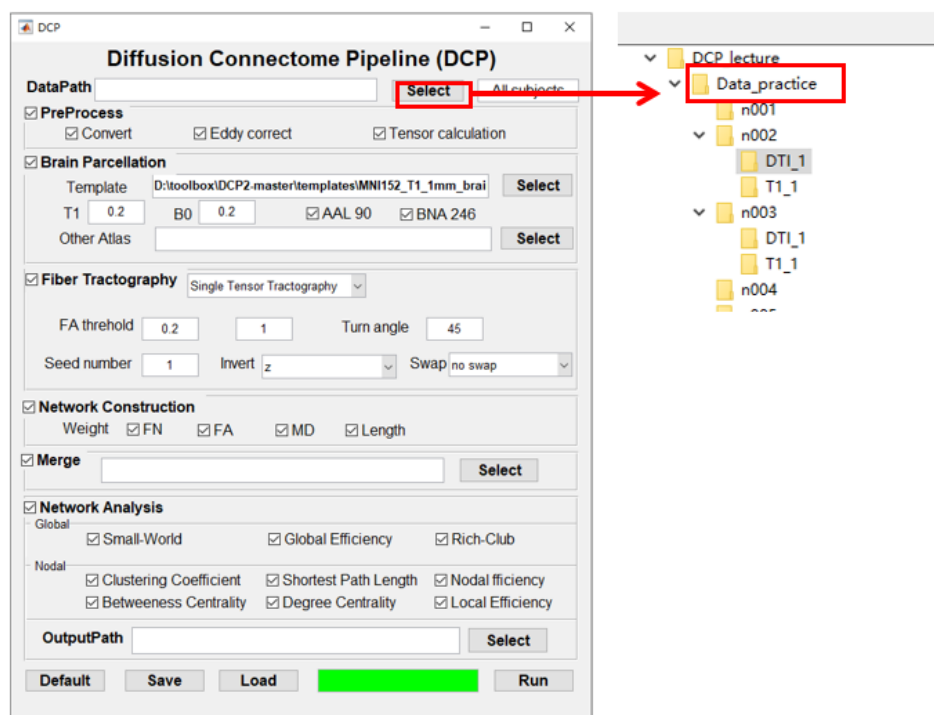 DCP
Diffusion Connectome Pipeline (DCP)
DataPath Select All subjects
PreProcess
Convert Eddy correct Tensor calculation
Brain Parcellation
Template D:\toolbox\DCP2-master\templates\MNI152_T1_1mm_brai Select
T1 0.2 B0 0.2 AAL 90 BNA 246
Other Atlas Select
Fiber Tractography Single Tensor Tractography
FA threhold 0.2 1 Turn angle 45
Seed number 1 Invert z Swap no swap
Network Construction
Weight FN FA MD Length
Merge Select
Network Analysis
Global
Small-World Global Efficiency Rich-Club
Nodal
Clustering Coefficient Shortest Path Length Nodal fficiency
Betweeness Centrality Degree Centrality Local Efficiency
OutputPath Select
Default Save Load Run
DCP_lecture
Data_practice
n001
n002
DTI_1
T1_1
n003
DTI_1
T1_1
n004